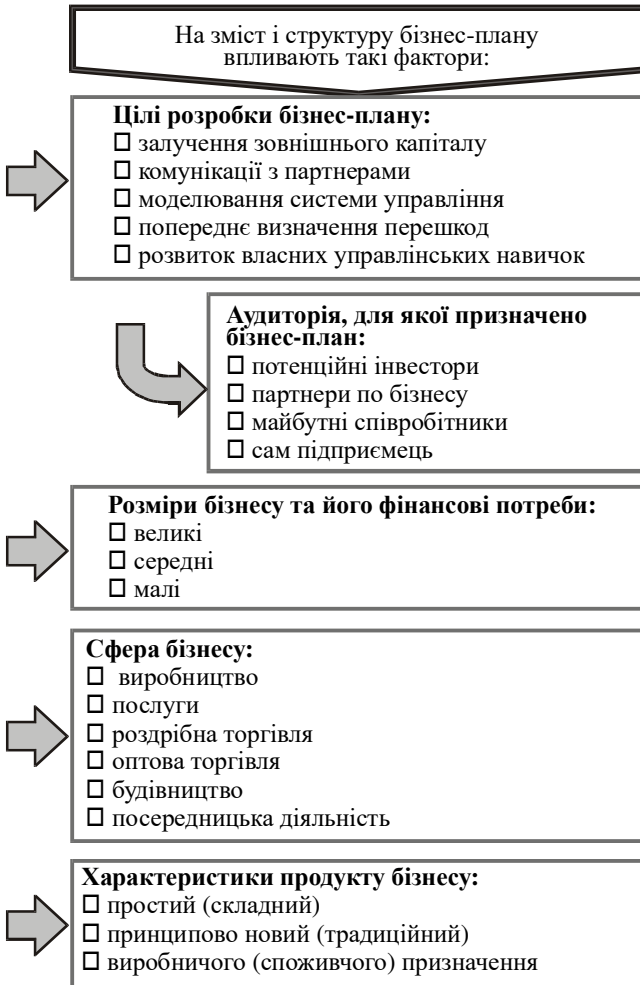 На зміст і структуру бізнес-плану
впливають такі фактори:
Цілі розробки бізнес-плану:
☐ залучення зовнішнього капіталу
☐ комунікації з партнерами
☐ моделювання системи управління
☐ попереднє визначення перешкод
☐ розвиток власних управлінських навичок
Аудиторія, для якої призначено
бізнес-план:
☐ потенційні інвестори
☐ партнери по бізнесу
☐ майбутні співробітники
☐ сам підприємець
Розміри бізнесу та його фінансові потреби:
☐ великі
☐ середні
☐ малі
Сфера бізнесу:
☐ виробництво
☐ послуги
☐ роздрібна торгівля
☐ оптова торгівля
☐ будівництво
☐ посередницька діяльність
Характеристики продукту бізнесу:
☐ простий (складний)
☐ принципово новий (традиційний)
☐ виробничого (споживчого) призначення